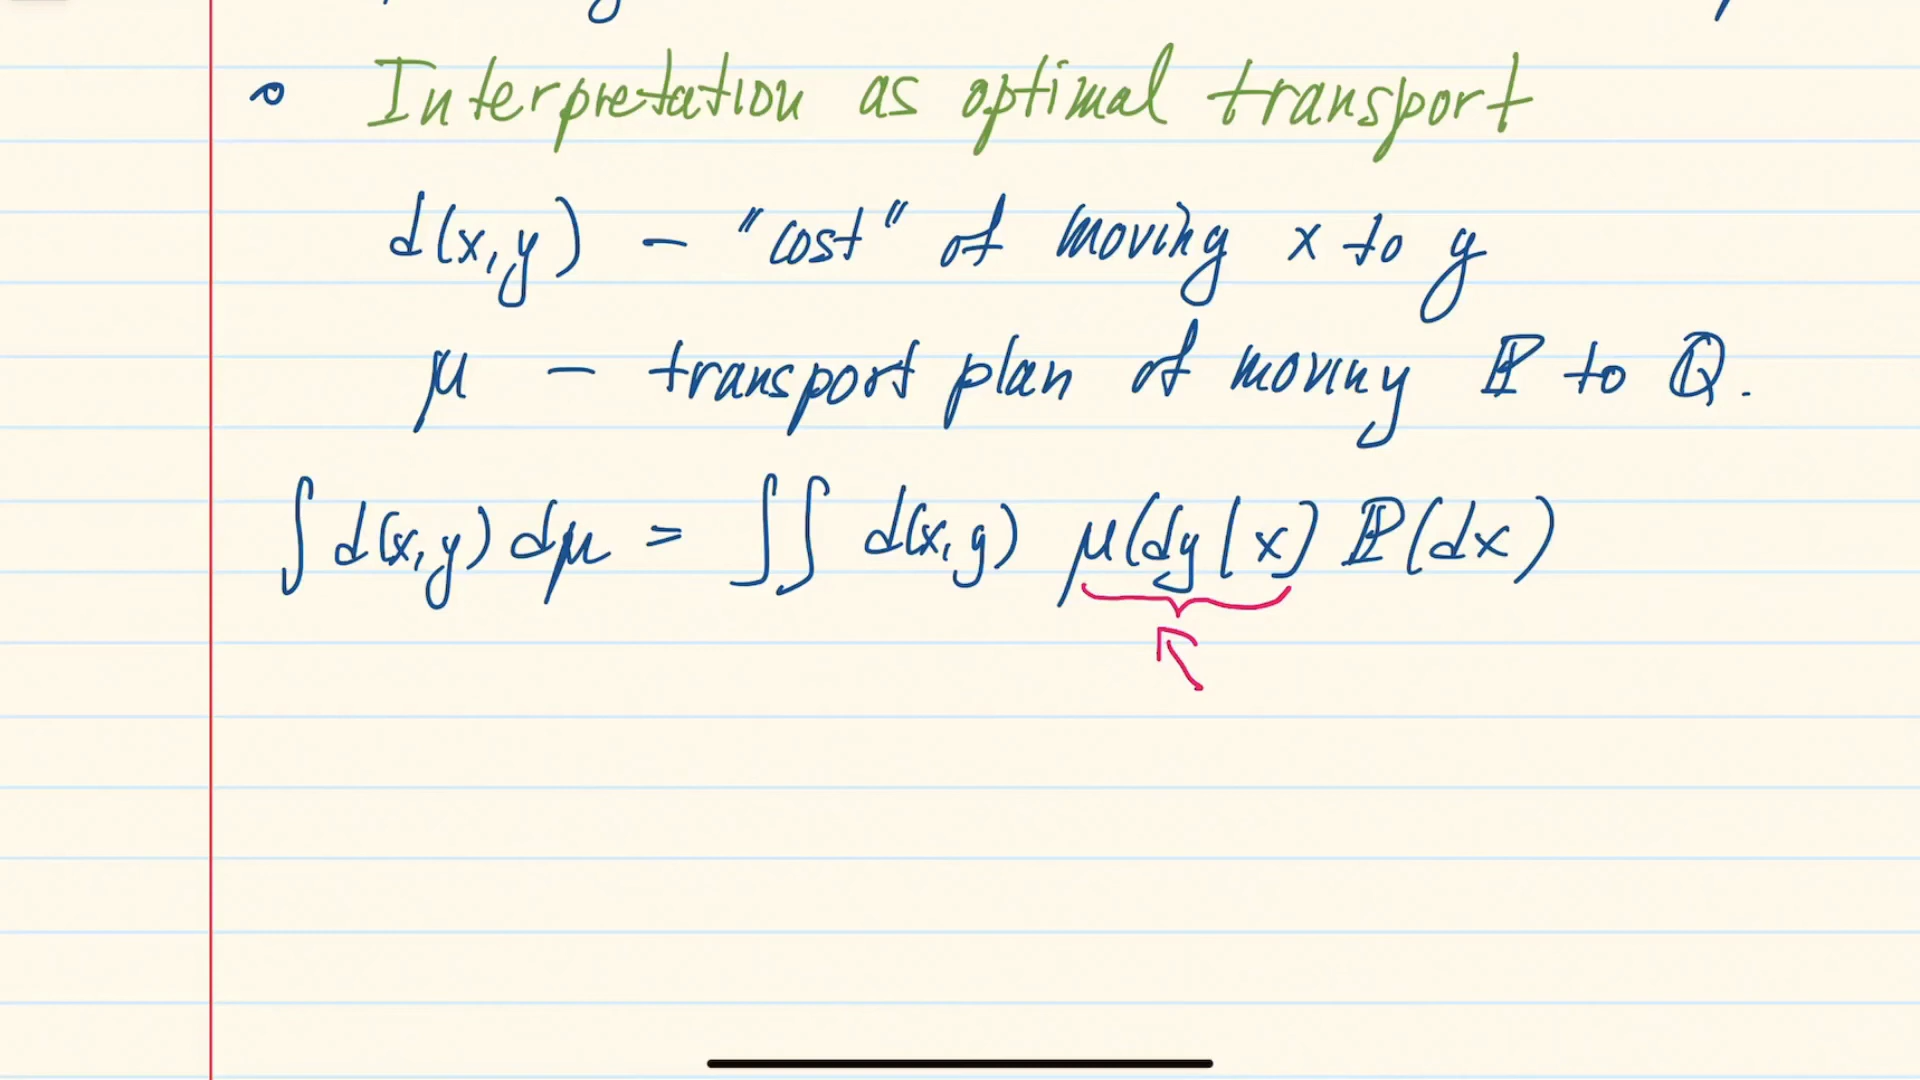 Interpretation as optimal transport
d(x,y) – "cost" of moving x to y
μ – transport plan of moving ℙ to ℚ.
∫ d(x,y) dμ = ∫∫ d(x,y) μ(dy|x) ℙ(dx)